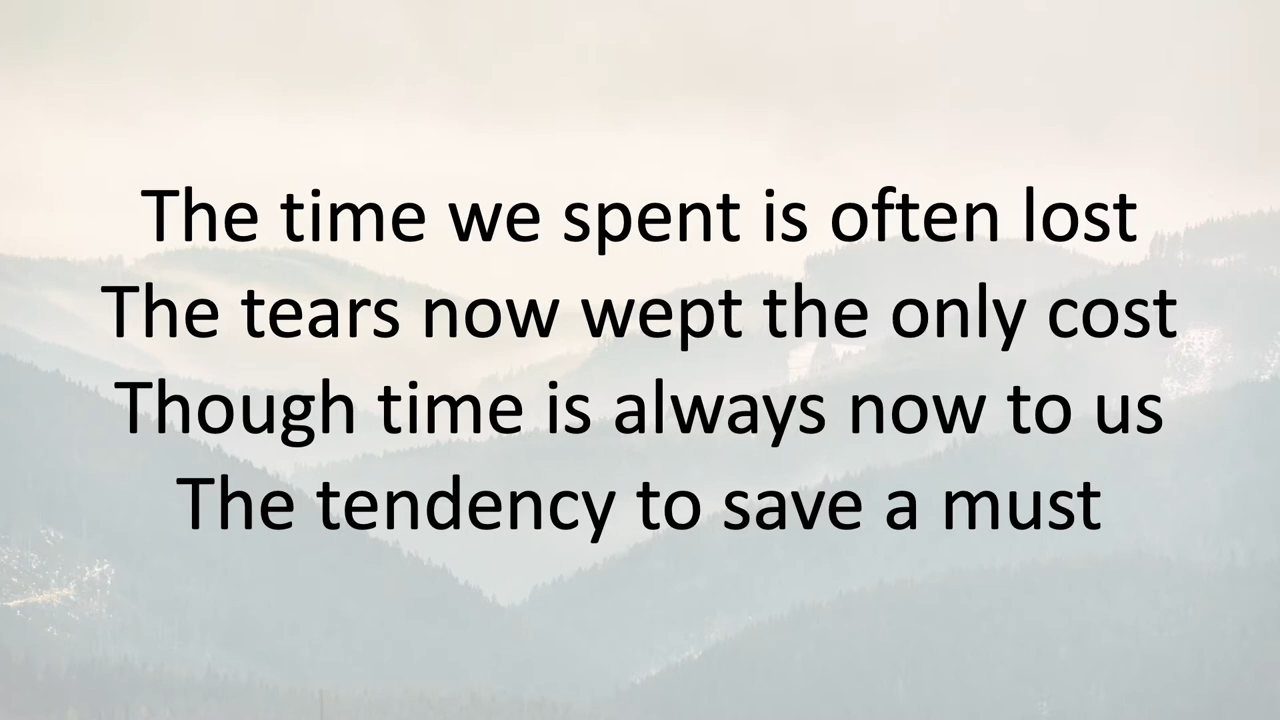 The time we spent is often lost
The tears now wept the only cost
Though time is always now to us
The tendency to save a must